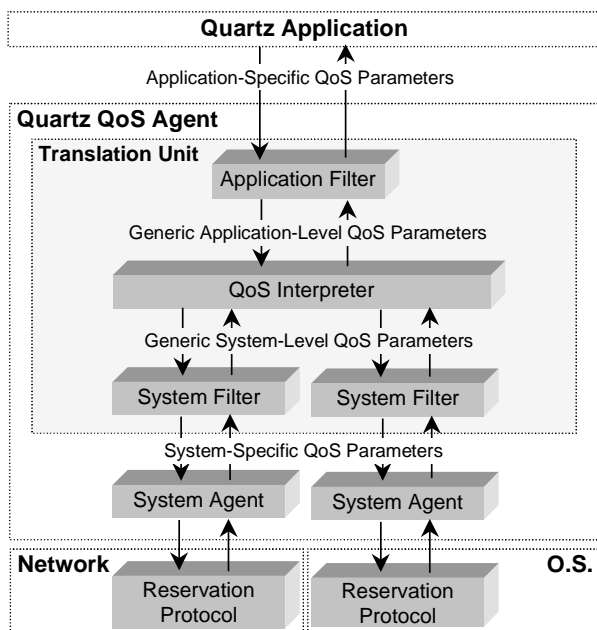 Quartz Application
Application-Specific QoS Parameters
Quartz QoS Agent
Translation Unit
Application Filter
Generic Application-Level QoS Parameters
QoS Interpreter
Generic System-Level QoS Parameters
System Filter
System Filter
System-Specific QoS Parameters
System Agent
System Agent
Network
O.S.
Reservation
Protocol
Reservation
Protocol